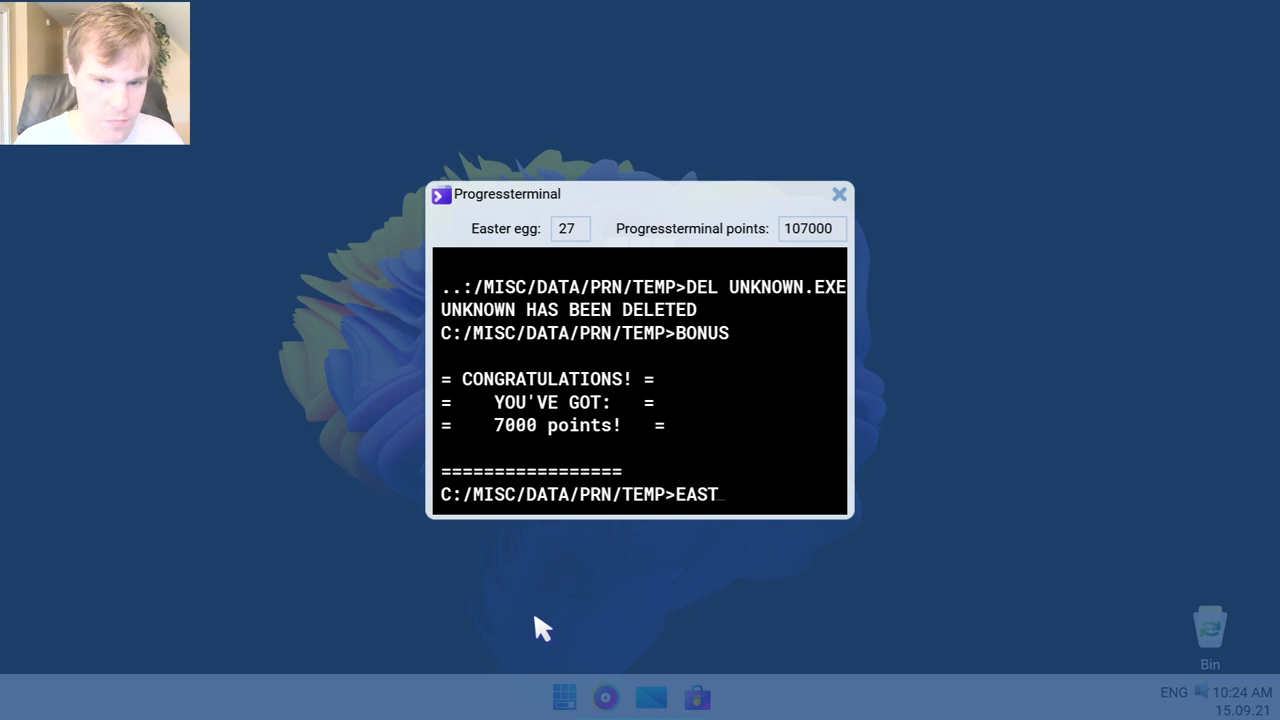 Progressterminal
Easter egg: 27 Progressterminal points: 107000
..:/MISC/DATA/PRN/TEMP>DEL UNKNOWN.EXE
UNKNOWN HAS BEEN DELETED
C:/MISC/DATA/PRN/TEMP>BONUS
= CONGRATULATIONS! =
= YOU'VE GOT: =
= 7000 points! =
=================
C:/MISC/DATA/PRN/TEMP>EAST_
Bin
ENG 10:24 AM
15.09.21